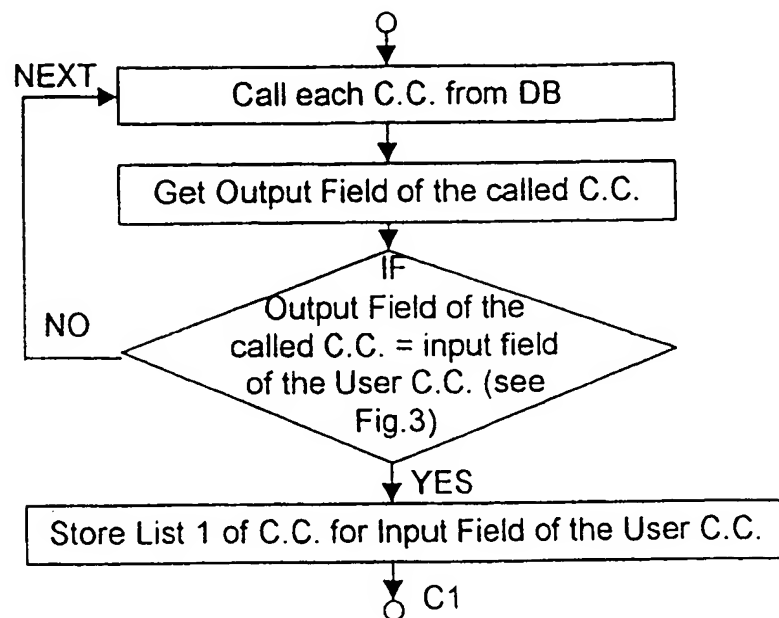 NEXT
Call each C.C. from DB
Get Output Field of the called C.C.
IF
Output Field of the
NO
called C.C. = input field
of the User C.C. (see
Fig.3)
YES
Store List 1 of C.C. for Input Field of the User C.C.
C1